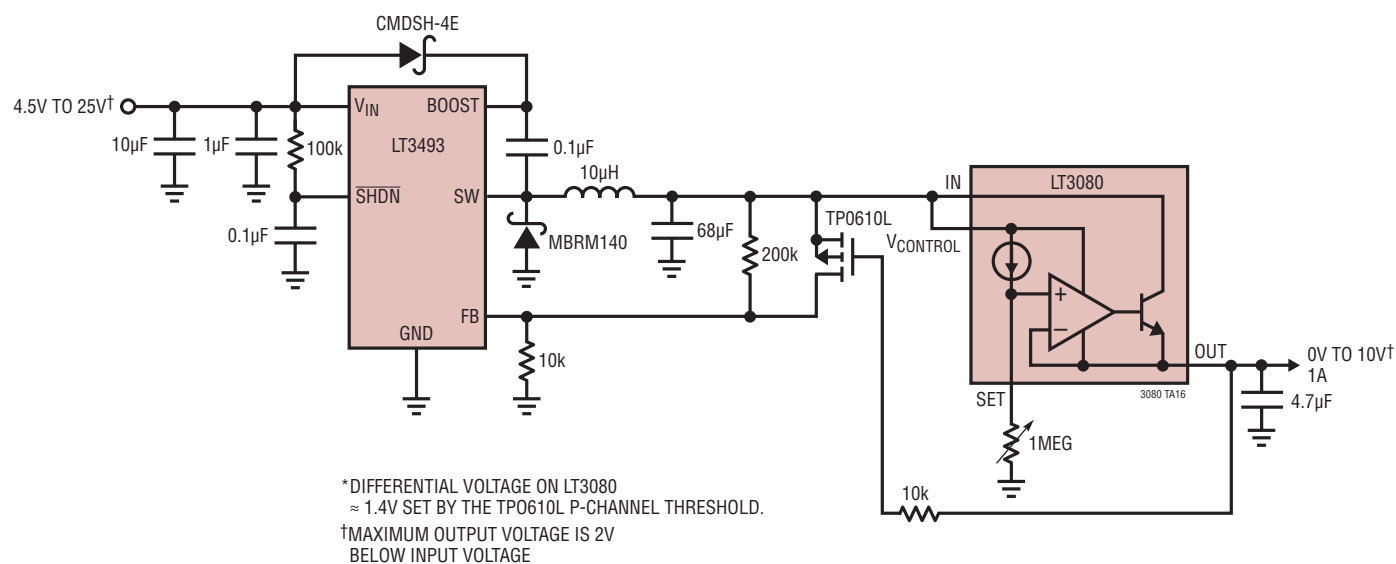 CMDSH-4E
4.5V TO 25V†
10µF
1µF
100k
VIN
BOOST
LT3493
0.1µF
10µH
SHDN
SW
0.1µF
MBRM140
68µF
200k
TP0610L
IN
LT3080
VCONTROL
FB
GND
10k
+
–
OUT
0V TO 10V†
1A
3080 TA16
4.7µF
SET
1MEG
10k
*DIFFERENTIAL VOLTAGE ON LT3080
≈ 1.4V SET BY THE TP0610L P-CHANNEL THRESHOLD.
†MAXIMUM OUTPUT VOLTAGE IS 2V
BELOW INPUT VOLTAGE